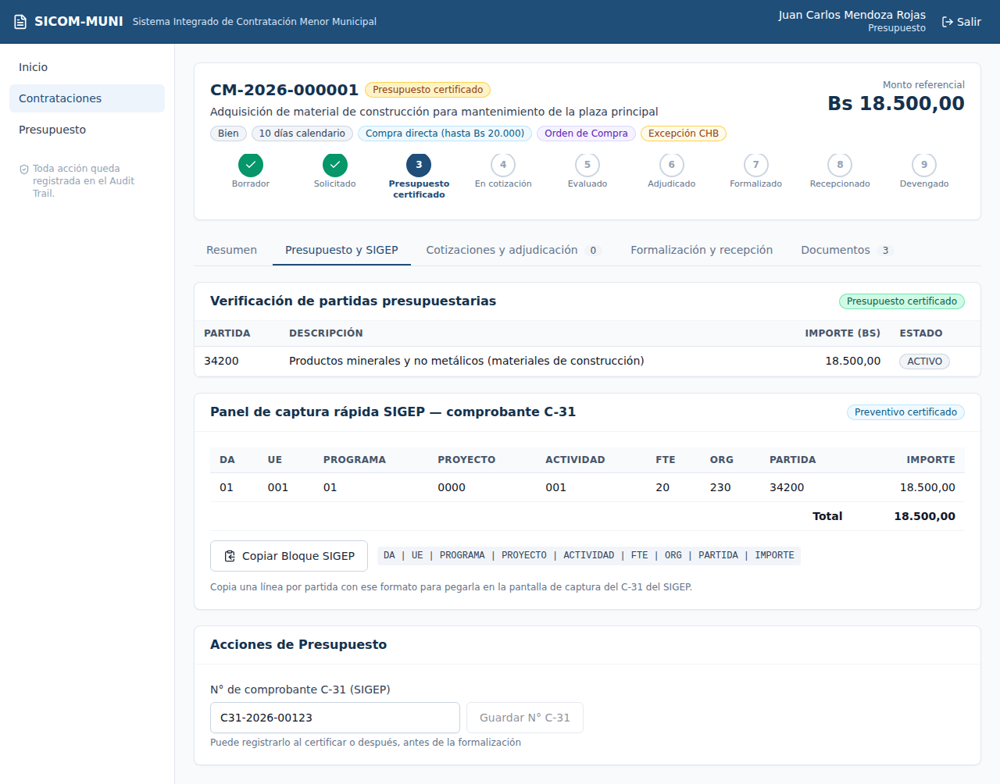 SICOM-MUNI Sistema Integrado de Contratación Menor Municipal
Juan Carlos Mendoza Rojas
Presupuesto
Salir
Inicio
Contrataciones
Presupuesto
Toda acción queda
registrada en el Audit
Trail.
CM-2026-000001 Presupuesto certificado
Monto referencial
Bs 18.500,00
Adquisición de material de construcción para mantenimiento de la plaza principal
Bien 10 días calendario Compra directa (hasta Bs 20.000) Orden de Compra Excepción CHB
3 4 5 6 7 8 9
Borrador Solicitado Presupuesto certificado En cotización Evaluado Adjudicado Formalizado Recepcionado Devengado
Resumen Presupuesto y SIGEP Cotizaciones y adjudicación 0 Formalización y recepción Documentos 3
Verificación de partidas presupuestarias Presupuesto certificado
PARTIDA DESCRIPCIÓN IMPORTE (BS) ESTADO
34200 Productos minerales y no metálicos (materiales de construcción) 18.500,00 ACTIVO
Panel de captura rápida SIGEP — comprobante C-31 Preventivo certificado
DA UE PROGRAMA PROYECTO ACTIVIDAD FTE ORG PARTIDA IMPORTE
01 001 01 0000 001 20 230 34200 18.500,00
Total 18.500,00
Copiar Bloque SIGEP DA | UE | PROGRAMA | PROYECTO | ACTIVIDAD | FTE | ORG | PARTIDA | IMPORTE
Copia una línea por partida con ese formato para pegarla en la pantalla de captura del C-31 del SIGEP.
Acciones de Presupuesto
N° de comprobante C-31 (SIGEP)
C31-2026-00123 Guardar N° C-31
Puede registrarlo al certificar o después, antes de la formalización